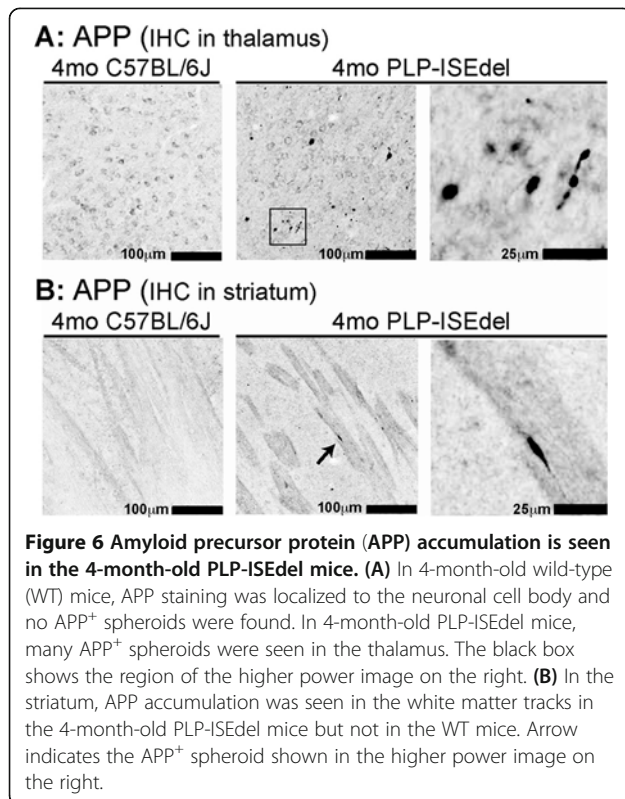 A: APP (IHC in thalamus)
4mo C57BL/6J 4mo PLP-ISEdel
100μm 100μm 25μm
B: APP (IHC in striatum)
4mo C57BL/6J 4mo PLP-ISEdel
100μm 100μm 25μm
Figure 6 Amyloid precursor protein (APP) accumulation is seen
in the 4-month-old PLP-ISEdel mice. (A) In 4-month-old wild-type
(WT) mice, APP staining was localized to the neuronal cell body and
no APP⁺ spheroids were found. In 4-month-old PLP-ISEdel mice,
many APP⁺ spheroids were seen in the thalamus. The black box
shows the region of the higher power image on the right. (B) In the
striatum, APP accumulation was seen in the white matter tracks in
the 4-month-old PLP-ISEdel mice but not in the WT mice. Arrow
indicates the APP⁺ spheroid shown in the higher power image on
the right.